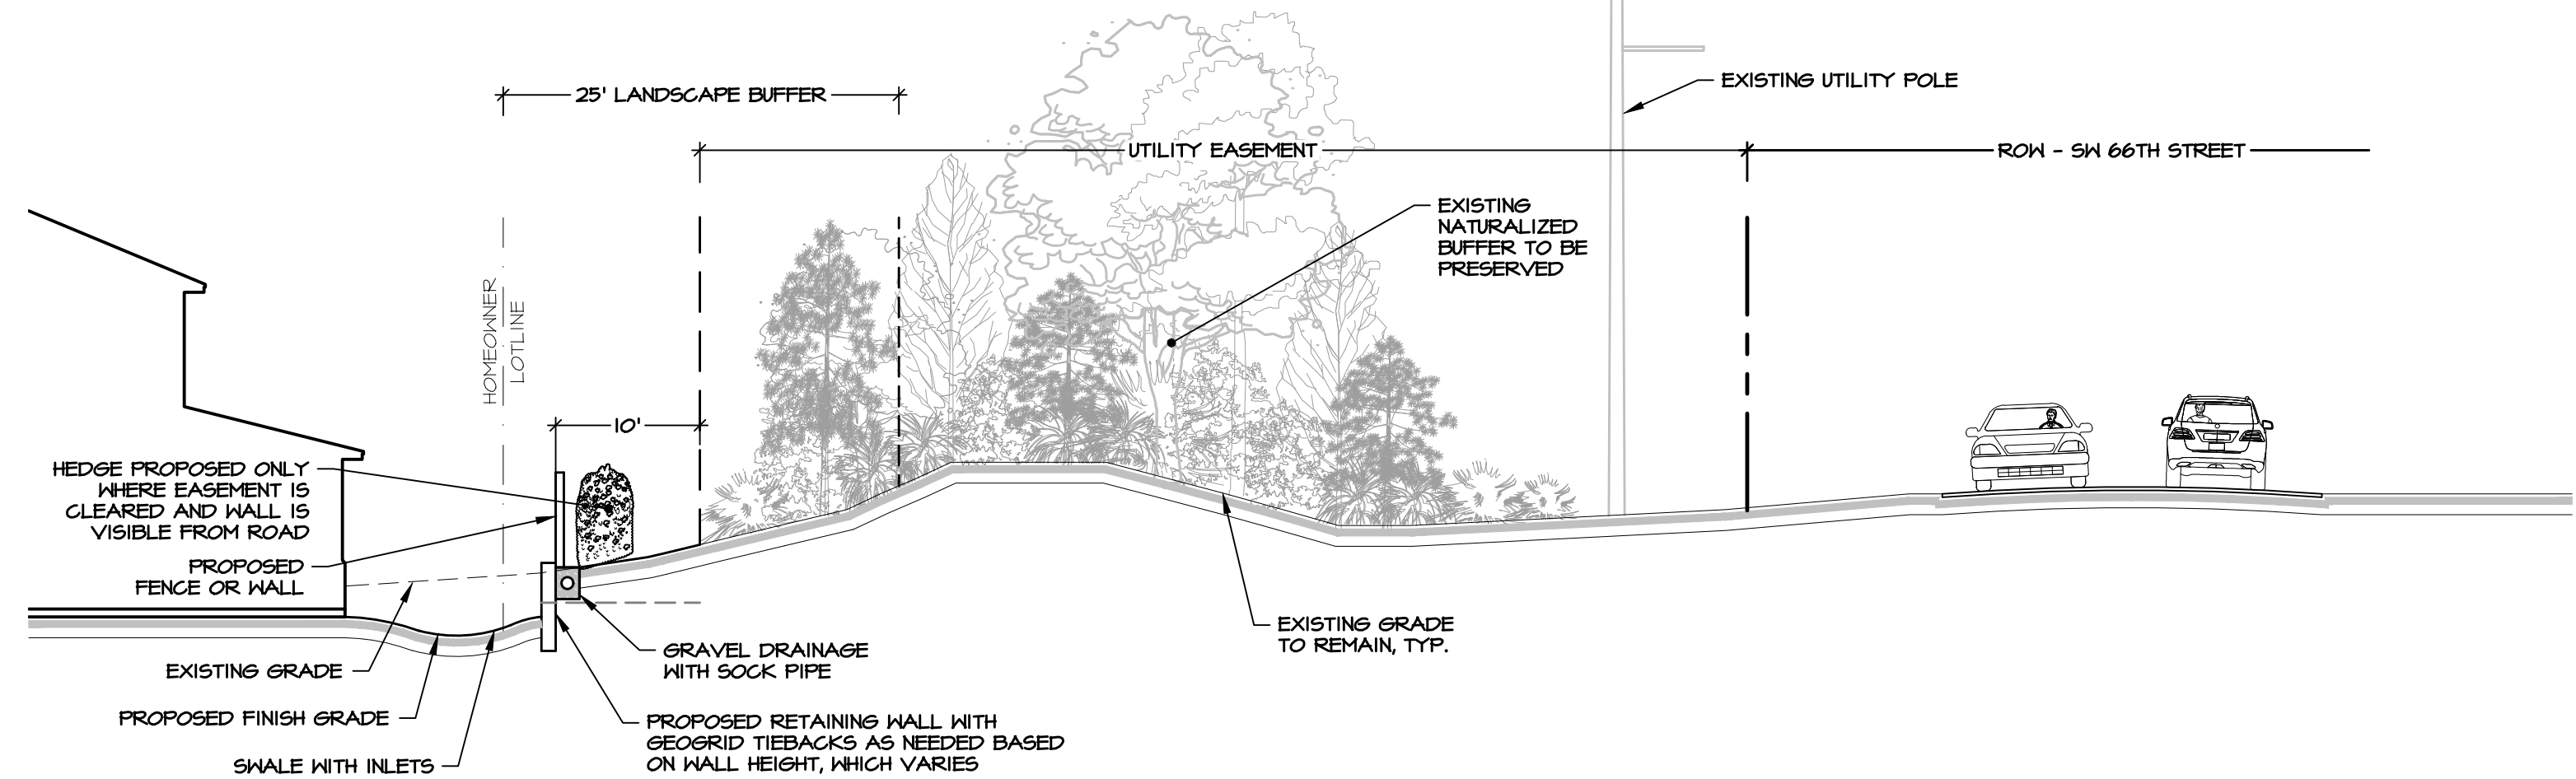 25' LANDSCAPE BUFFER
EXISTING UTILITY POLE
UTILITY EASEMENT
ROW - SW 66TH STREET
EXISTING
NATURALIZED
BUFFER TO BE
PRESERVED
HOMEOWNER
LOTLINE
10'
HEDGE PROPOSED ONLY
WHERE EASEMENT IS
CLEARED AND WALL IS
VISIBLE FROM ROAD
PROPOSED
FENCE OR WALL
EXISTING GRADE
PROPOSED FINISH GRADE
SWALE WITH INLETS
GRAVEL DRAINAGE
WITH SOCK PIPE
PROPOSED RETAINING WALL WITH
GEOGRID TIEBACKS AS NEEDED BASED
ON WALL HEIGHT, WHICH VARIES
EXISTING GRADE
TO REMAIN, TYP.